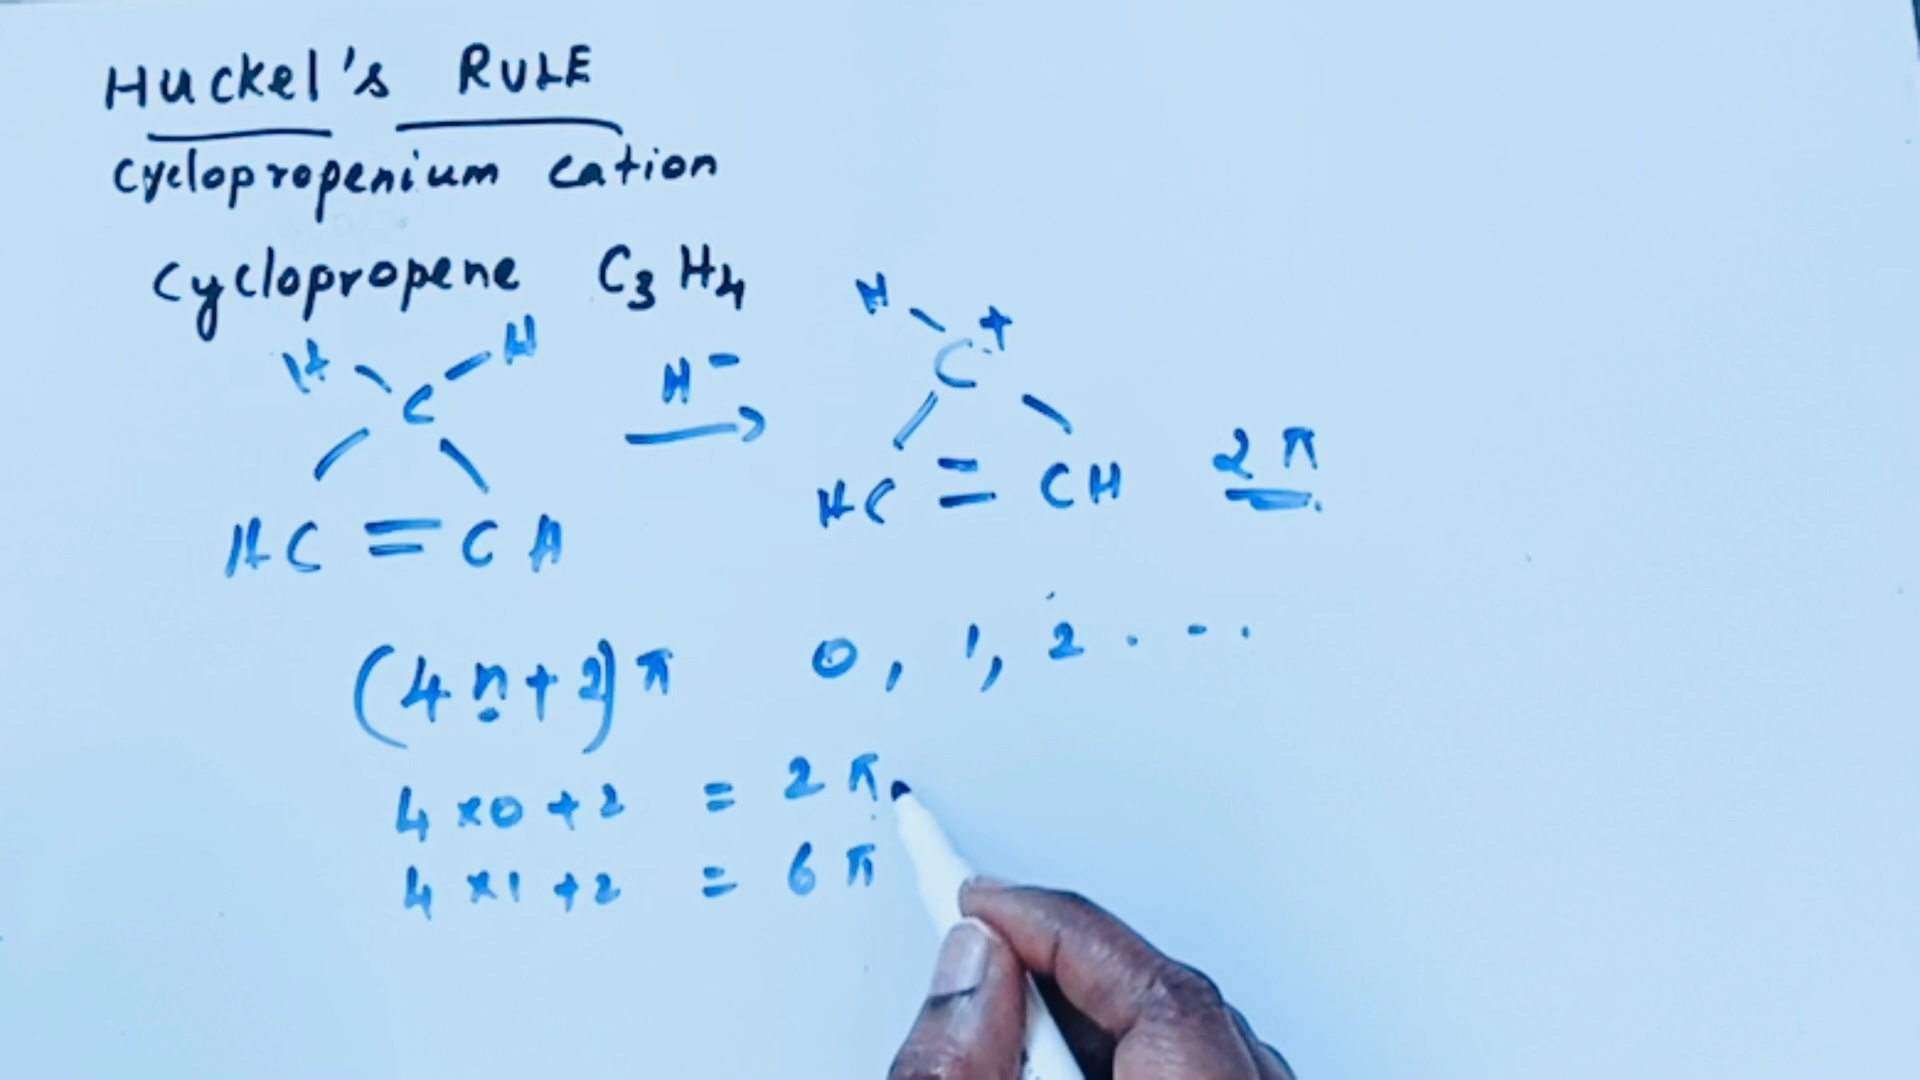 Huckel's RULE
Cyclopropenium cation
Cyclopropene C3H4
H H H⁻ H +
C C
HC = CH HC = CH 2π
(4n+2)π 0, 1, 2 . - .
4×0+2 = 2π
4×1+2 = 6π